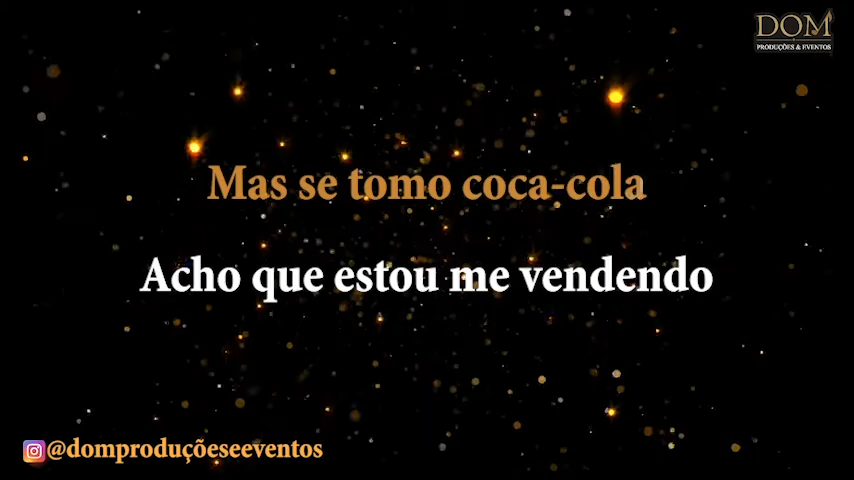 DOM
PRODUÇÕES & EVENTOS
Mas se tomo coca-cola
Acho que estou me vendendo
@domproduçõeseeventos